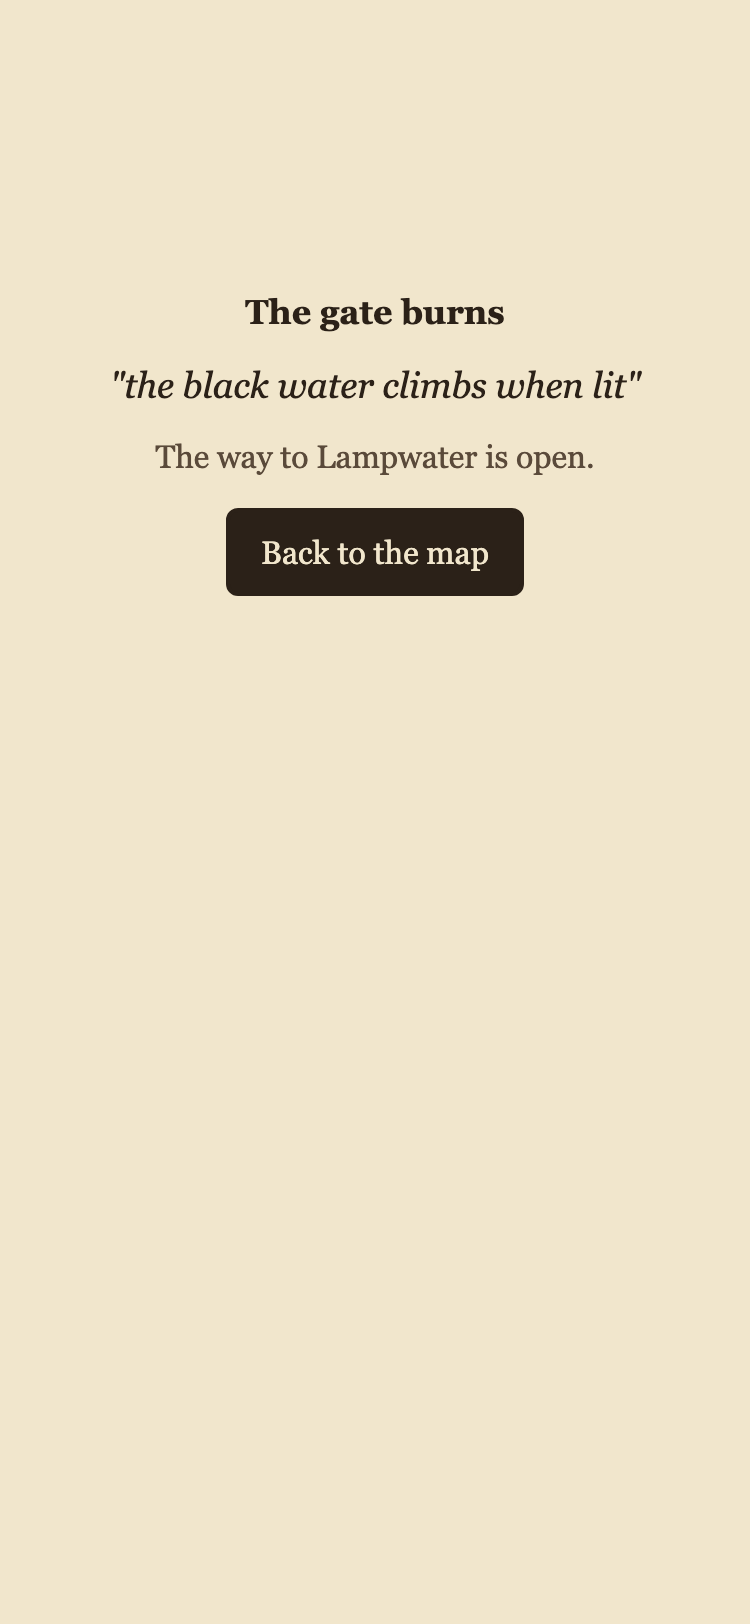 The gate burns
"the black water climbs when lit"
The way to Lampwater is open.
Back to the map